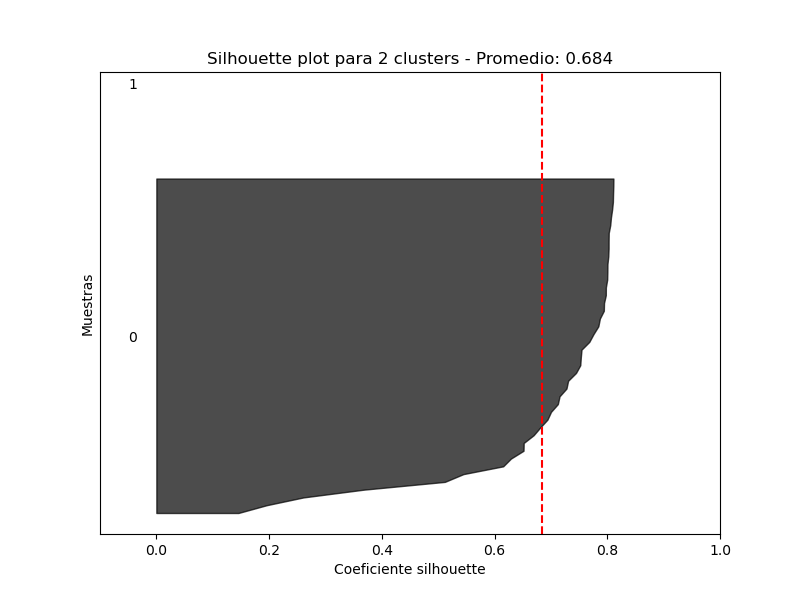 Silhouette plot para 2 clusters - Promedio: 0.684
1
0
Muestras
0.0 0.2 0.4 0.6 0.8 1.0
Coeficiente silhouette